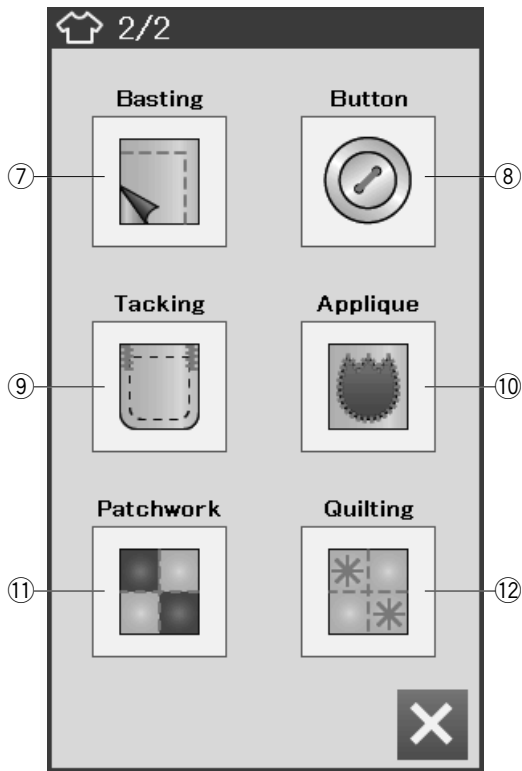 2/2
Basting Button
⑦ ⑧
Tacking Applique
⑨ ⑩
Patchwork Quilting
⑪ ⑫